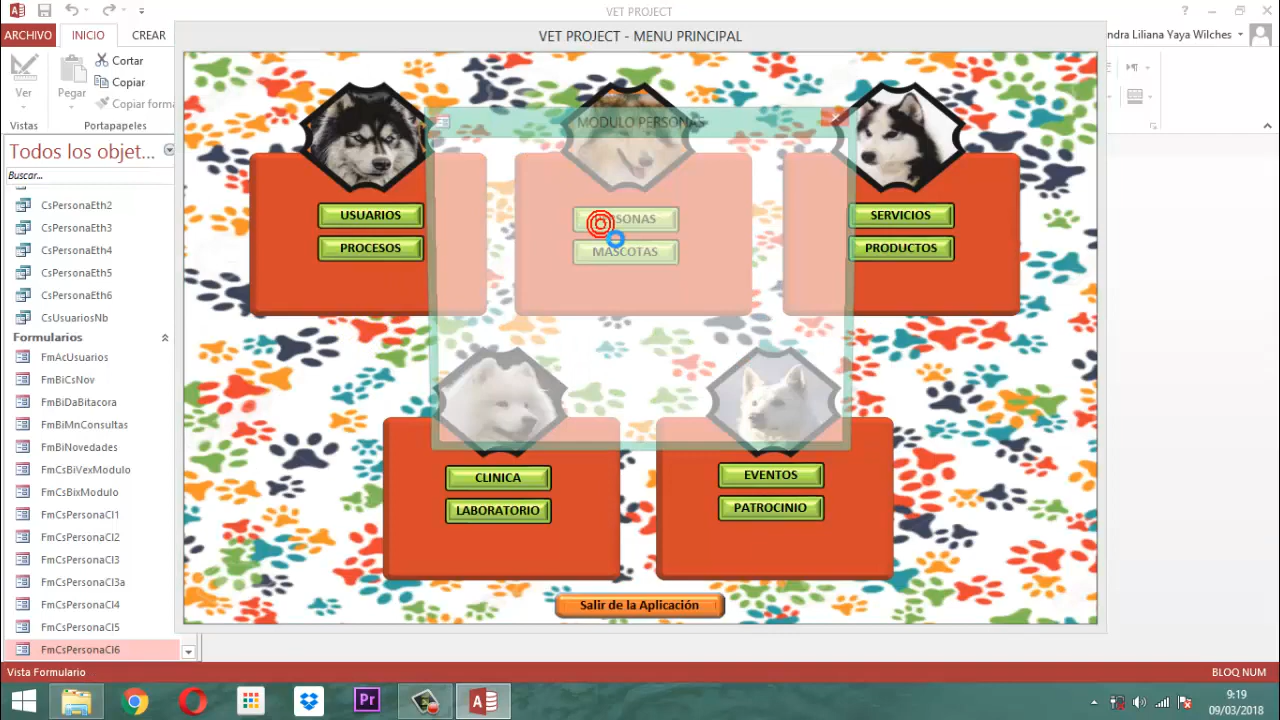 VET PROJECT
ARCHIVO
INICIO
CREAR
ndra Liliana Yaya Wilches
Ver
Pegar
Cortar
Copiar
Copiar forma
Vistas
Portapapeles
VET PROJECT - MENU PRINCIPAL
MODULO PERSONAS
USUARIOS
PROCESOS
MASCOTAS
SERVICIOS
PRODUCTOS
CLINICA
LABORATORIO
EVENTOS
PATROCINIO
Salir de la Aplicación
Todos los objet...
Buscar...
CsPersonaEth2
CsPersonaEth3
CsPersonaEth4
CsPersonaEth5
CsPersonaEth6
CsUsuariosNb
Formularios
FmAcUsuarios
FmBiCsNov
FmBiDaBitacora
FmBiMnConsultas
FmBiNovedades
FmCsBiVexModulo
FmCsBixModulo
FmCsPersonaCl1
FmCsPersonaCl2
FmCsPersonaCl3
FmCsPersonaCl3a
FmCsPersonaCl4
FmCsPersonaCl5
FmCsPersonaCl6
Vista Formulario
BLOQ NUM
Pr
9:19
09/03/2018